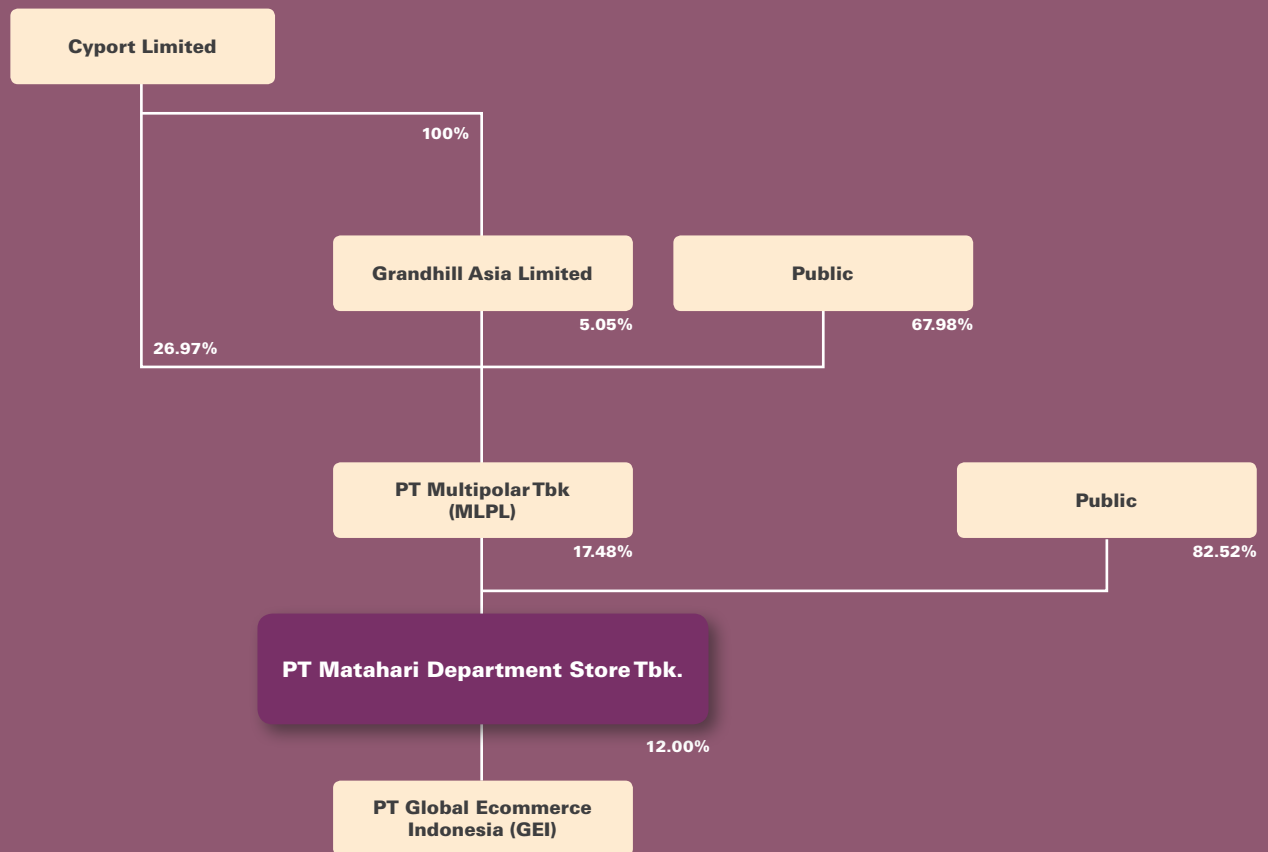 Cyport Limited
100%
Grandhill Asia Limited
Public
5.05%
67.98%
26.97%
PT Multipolar Tbk
(MLPL)
Public
17.48%
82.52%
PT Matahari Department Store Tbk.
12.00%
PT Global Ecommerce
Indonesia (GEI)